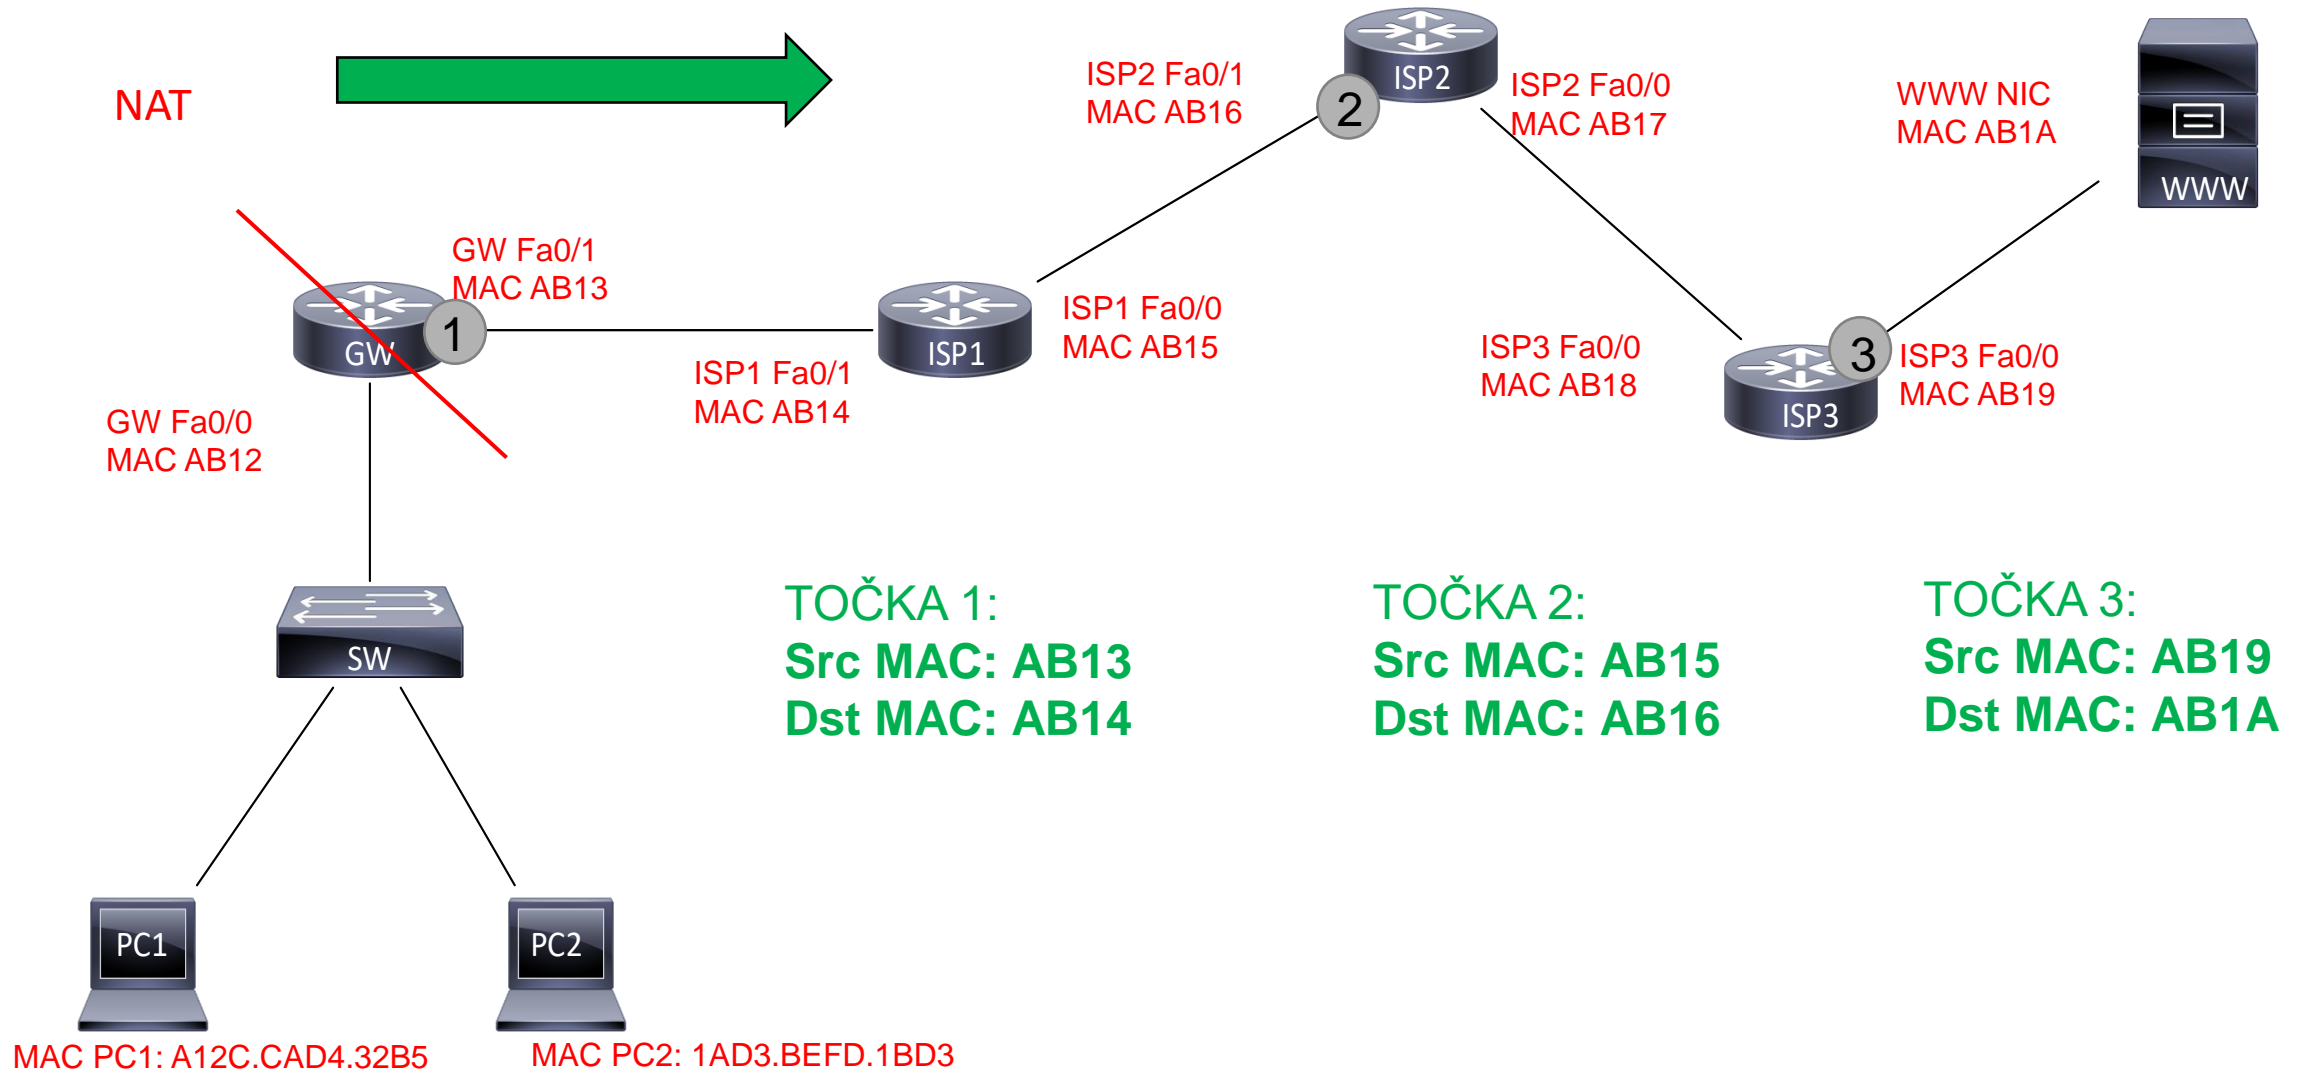 NAT
ISP2 Fa0/1
MAC AB16
2
ISP2
ISP2 Fa0/0
MAC AB17
WWW NIC
MAC AB1A
WWW
GW Fa0/1
MAC AB13
GW
1
ISP1 Fa0/1
MAC AB14
ISP1
ISP1 Fa0/0
MAC AB15
ISP3 Fa0/0
MAC AB18
3
ISP3
ISP3 Fa0/0
MAC AB19
GW Fa0/0
MAC AB12
SW
TOČKA 1:
Src MAC: AB13
Dst MAC: AB14
TOČKA 2:
Src MAC: AB15
Dst MAC: AB16
TOČKA 3:
Src MAC: AB19
Dst MAC: AB1A
PC1
PC2
MAC PC1: A12C.CAD4.32B5
MAC PC2: 1AD3.BEFD.1BD3